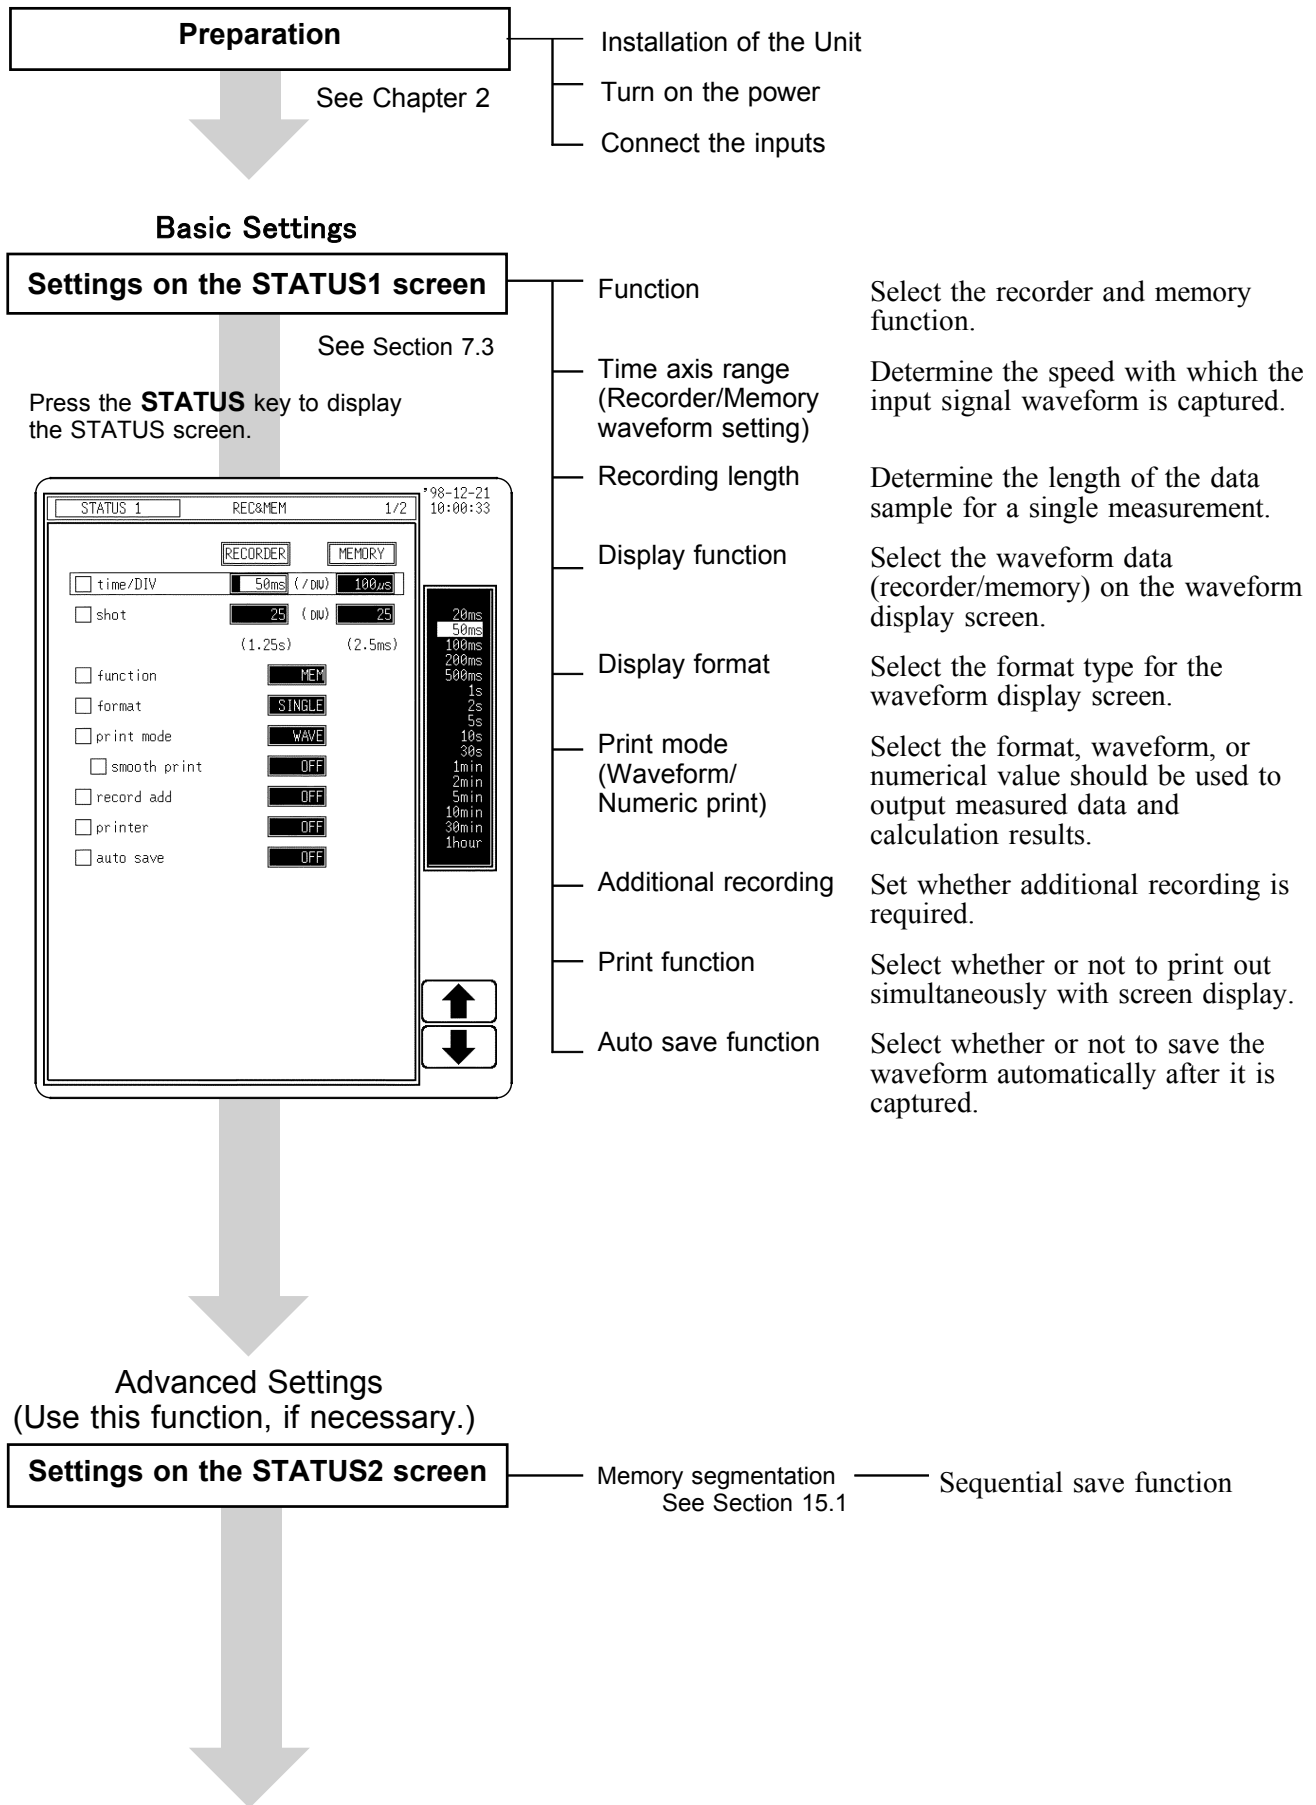 Preparation
See Chapter 2
Installation of the Unit
Turn on the power
Connect the inputs
Basic Settings
Settings on the STATUS1 screen
See Section 7.3
Press the STATUS key to display
the STATUS screen.
STATUS 1 REC&MEM 1/2
'98-12-21
10:00:33
RECORDER MEMORY
time/DIV 50ms (/DIV) 100µs
shot 25 (DIV) 25
(1.25s) (2.5ms)
function MEM
format SINGLE
print mode WAVE
smooth print OFF
record add OFF
printer OFF
auto save OFF
20ms
50ms
100ms
200ms
500ms
1s
2s
5s
10s
30s
1min
2min
5min
10min
30min
1hour
Function
Select the recorder and memory
function.
Time axis range
(Recorder/Memory
waveform setting)
Determine the speed with which the
input signal waveform is captured.
Recording length
Determine the length of the data
sample for a single measurement.
Display function
Select the waveform data
(recorder/memory) on the waveform
display screen.
Display format
Select the format type for the
waveform display screen.
Print mode
(Waveform/
Numeric print)
Select the format, waveform, or
numerical value should be used to
output measured data and
calculation results.
Additional recording
Set whether additional recording is
required.
Print function
Select whether or not to print out
simultaneously with screen display.
Auto save function
Select whether or not to save the
waveform automatically after it is
captured.
Advanced Settings
(Use this function, if necessary.)
Settings on the STATUS2 screen
Memory segmentation
See Section 15.1
Sequential save function